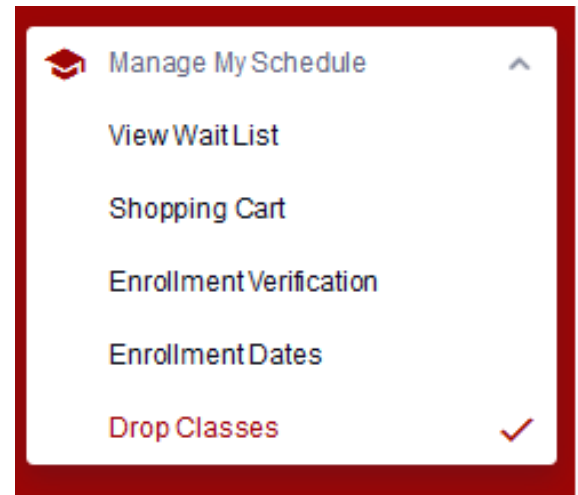 Manage My Schedule
View Wait List
Shopping Cart
Enrollment Verification
Enrollment Dates
Drop Classes